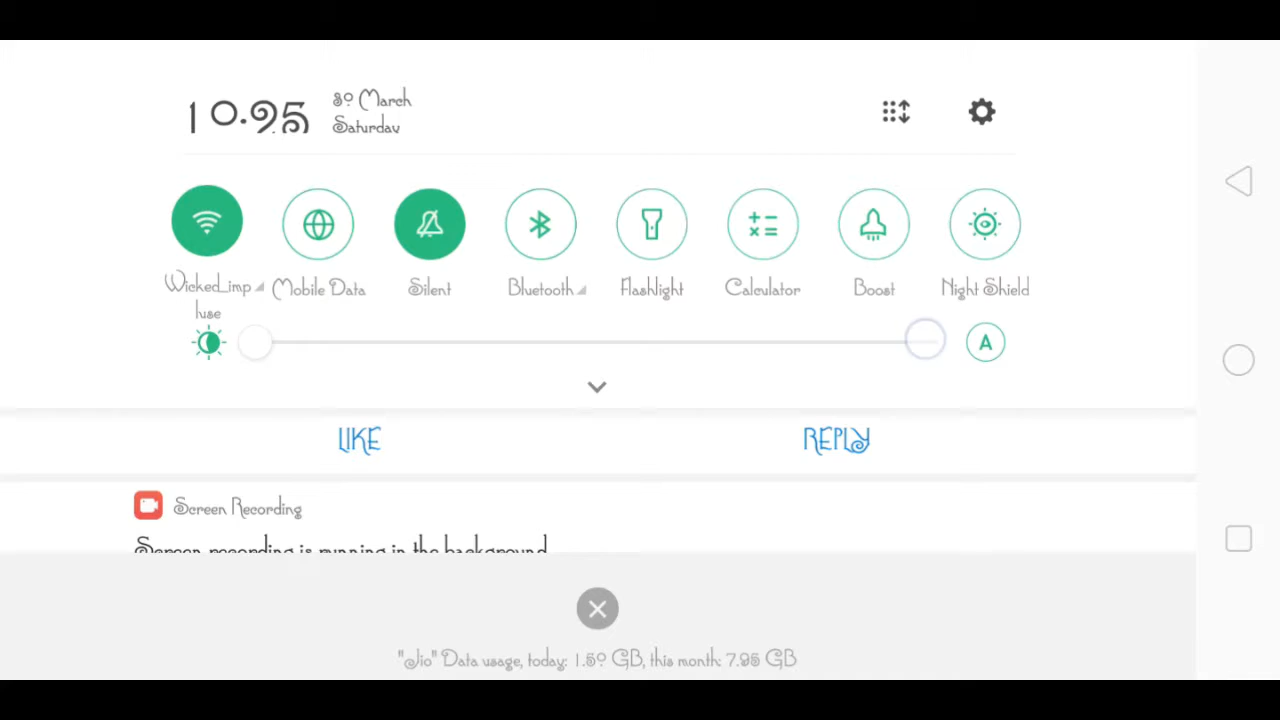 10.25
30 March
Saturday
Wicked_imp
luse
Mobile Data
Silent
Bluetooth
Flashlight
Calculator
Boost
Night Shield
A
LIKE
REPLY
Screen Recording
Screen recording is running in the background
"Jio" Data usage, today: 1.50 GB, this month: 7.25 GB